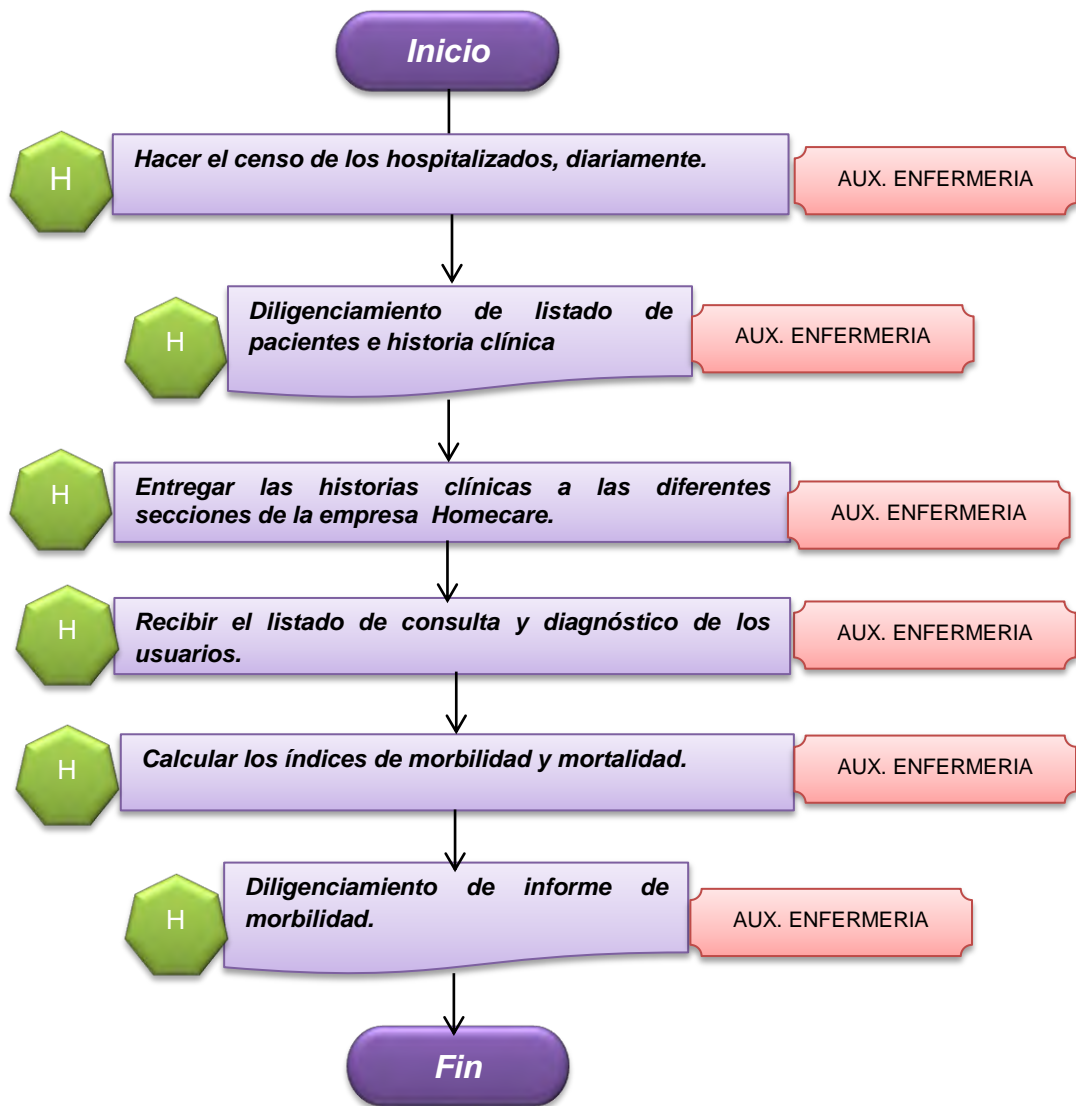 Inicio
H
Hacer el censo de los hospitalizados, diariamente.
AUX. ENFERMERIA
H
Diligenciamiento de listado de
pacientes e historia clínica
AUX. ENFERMERIA
H
Entregar las historias clínicas a las diferentes
secciones de la empresa Homecare.
AUX. ENFERMERIA
H
Recibir el listado de consulta y diagnóstico de los
usuarios.
AUX. ENFERMERIA
H
Calcular los índices de morbilidad y mortalidad.
AUX. ENFERMERIA
H
Diligenciamiento de informe de
morbilidad.
AUX. ENFERMERIA
Fin